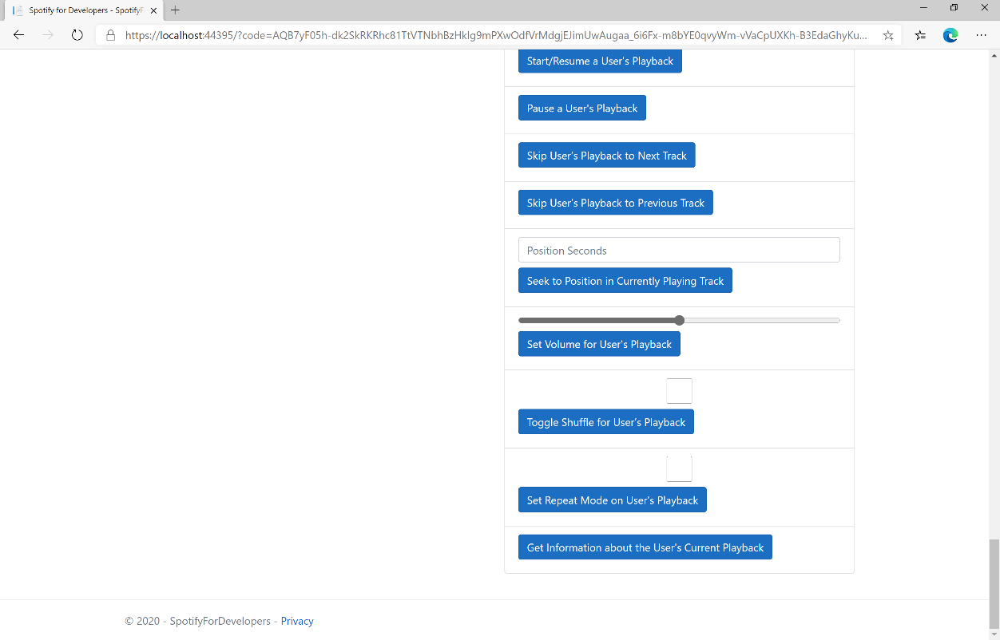 Spotify for Developers - SpotifyF
https://localhost:44395/?code=AQB7yF05h-dk2SkRKRhc81TtVTNbhBzHklg9mPXwOdfVrMdgjEJimUwAugaa_6i6Fx-m8bYE0qvyWm-vVaCpUXKh-B3EdaGhyKu...
Start/Resume a User's Playback
Pause a User's Playback
Skip User’s Playback to Next Track
Skip User’s Playback to Previous Track
Position Seconds
Seek to Position in Currently Playing Track
Set Volume for User's Playback
Toggle Shuffle for User’s Playback
Set Repeat Mode on User’s Playback
Get Information about the User's Current Playback
© 2020 - SpotifyForDevelopers - Privacy